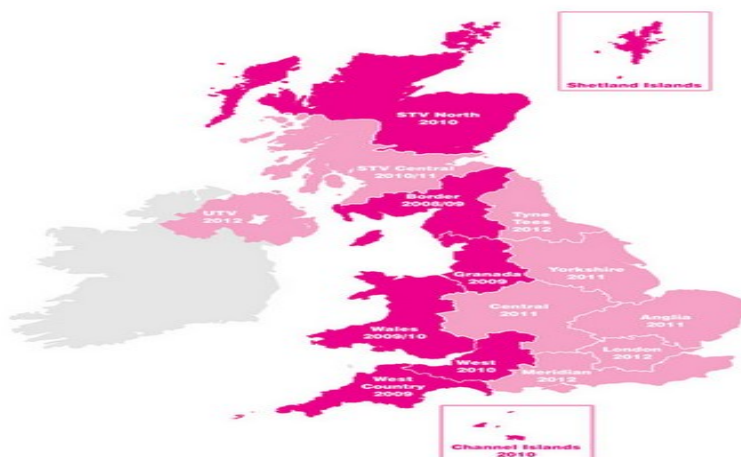 Shetland Islands
STV North
2010
STV Central
2010/11
Border
2008/09
UTV
2012
Tyne
Tees
2012
Granada
2009
Yorkshire
2011
Central
2011
Anglia
2011
Wales
2009/10
London
2012
West
2010
Meridian
2012
West
Country
2009
Channel Islands
2010